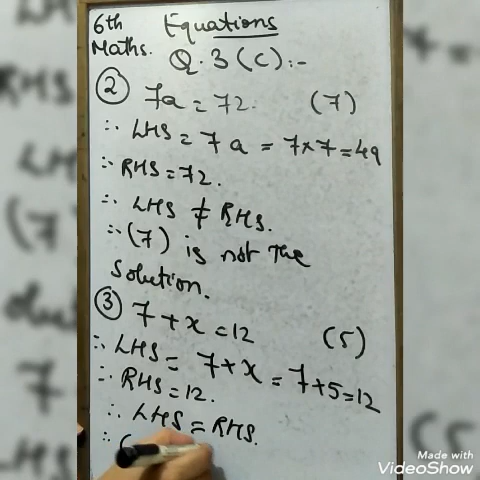 6th Equations
Maths. Q.3(C):-
② 7a = 72. (7)
∴ LHS = 7a = 7×7=49
∴ RHS = 72.
∴ LHS ≠ RHS.
∴ (7) is not the
solution.
③ 7+x=12 (5)
∴ LHS = 7+x = 7+5=12
∴ RHS=12.
∴ LHS = RHS.
∴ (
Made with
VideoShow